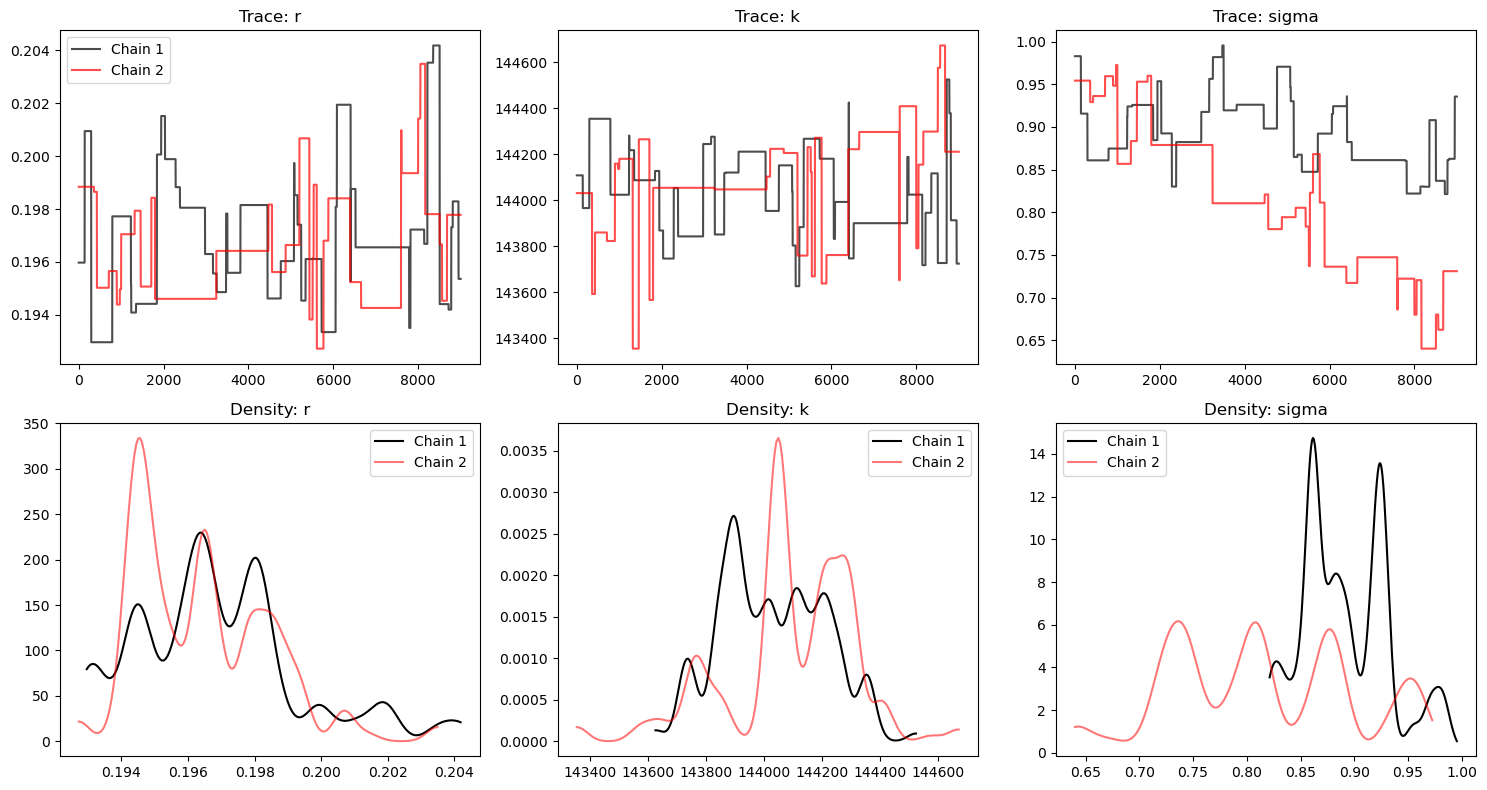 Trace: r
Chain 1
Chain 2
0.204
0.202
0.200
0.198
0.196
0.194
0 2000 4000 6000 8000
Trace: k
144600
144400
144200
144000
143800
143600
143400
0 2000 4000 6000 8000
Trace: sigma
1.00
0.95
0.90
0.85
0.80
0.75
0.70
0.65
0 2000 4000 6000 8000
Density: r
Chain 1
Chain 2
350
300
250
200
150
100
50
0
0.194 0.196 0.198 0.200 0.202 0.204
Density: k
Chain 1
Chain 2
0.0035
0.0030
0.0025
0.0020
0.0015
0.0010
0.0005
0.0000
143400 143600 143800 144000 144200 144400 144600
Density: sigma
Chain 1
Chain 2
14
12
10
8
6
4
2
0
0.65 0.70 0.75 0.80 0.85 0.90 0.95 1.00